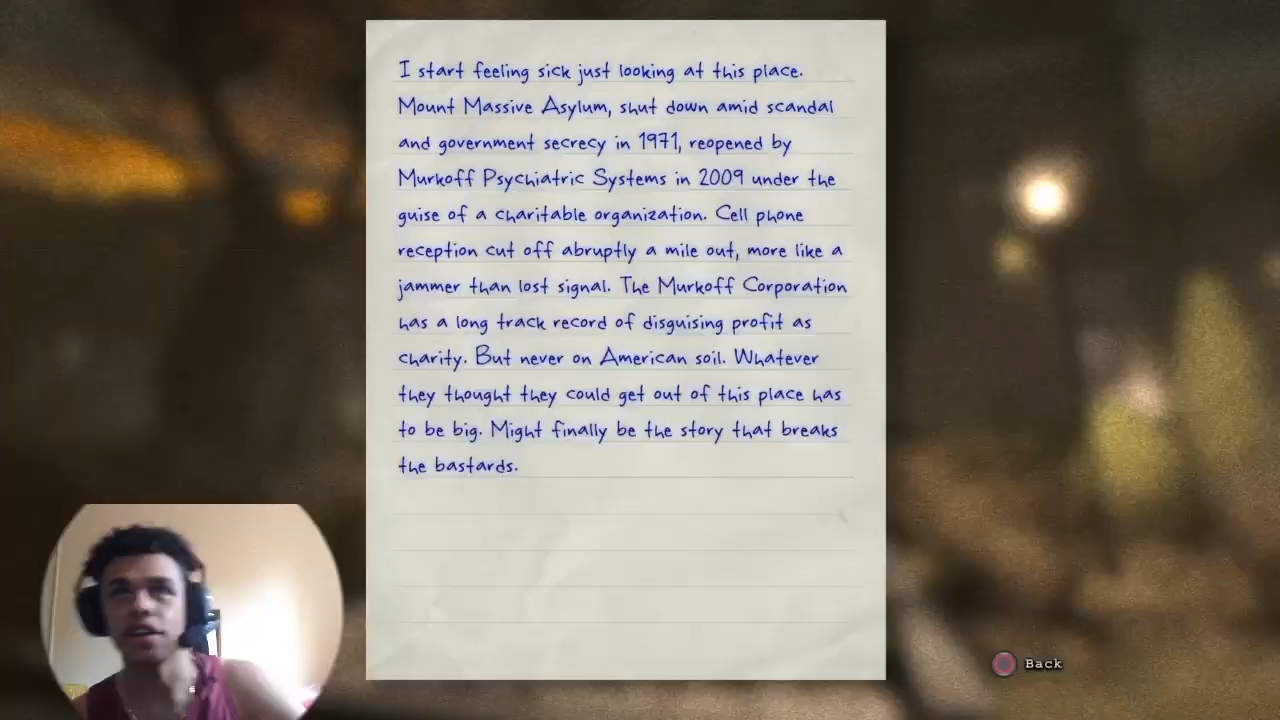 I start feeling sick just looking at this place.
Mount Massive Asylum, shut down amid scandal
and government secrecy in 1971, reopened by
Murkoff Psychiatric Systems in 2009 under the
guise of a charitable organization. Cell phone
reception cut off abruptly a mile out, more like a
jammer than lost signal. The Murkoff Corporation
has a long track record of disguising profit as
charity. But never on American soil. Whatever
they thought they could get out of this place has
to be big. Might finally be the story that breaks
the bastards.
Back